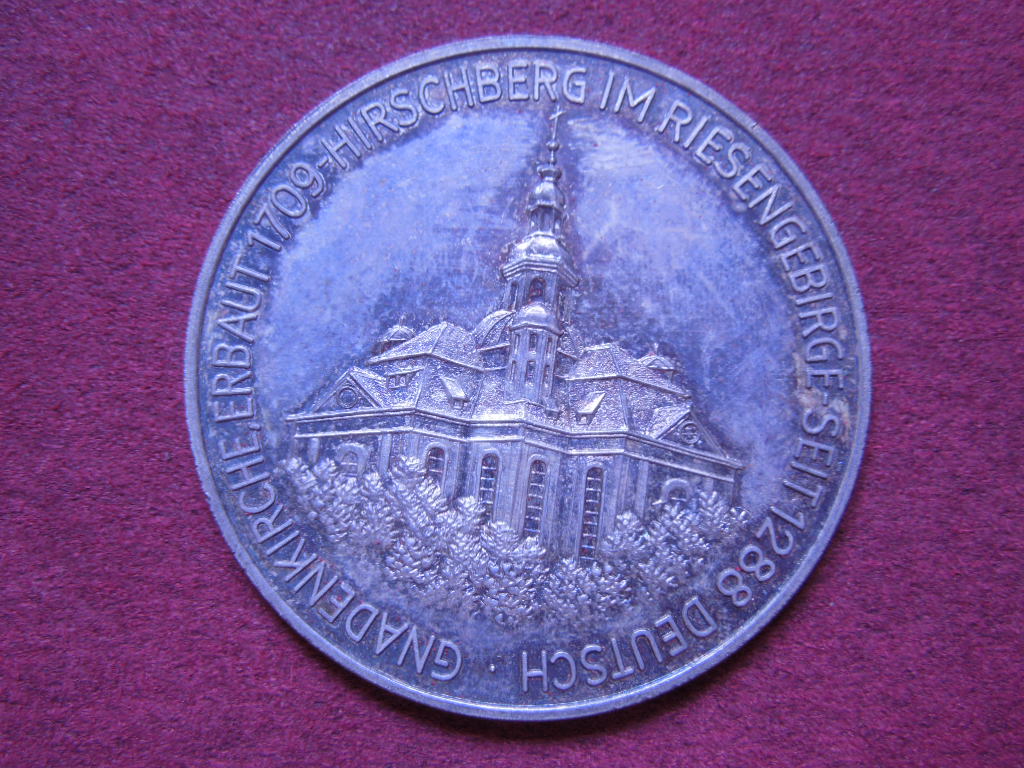 GNADENKIRCHE, ERBAUT 1709-HIRSCHBERG IM RIESENGEBIRGE-SEIT 1288 DEUTSCH ·